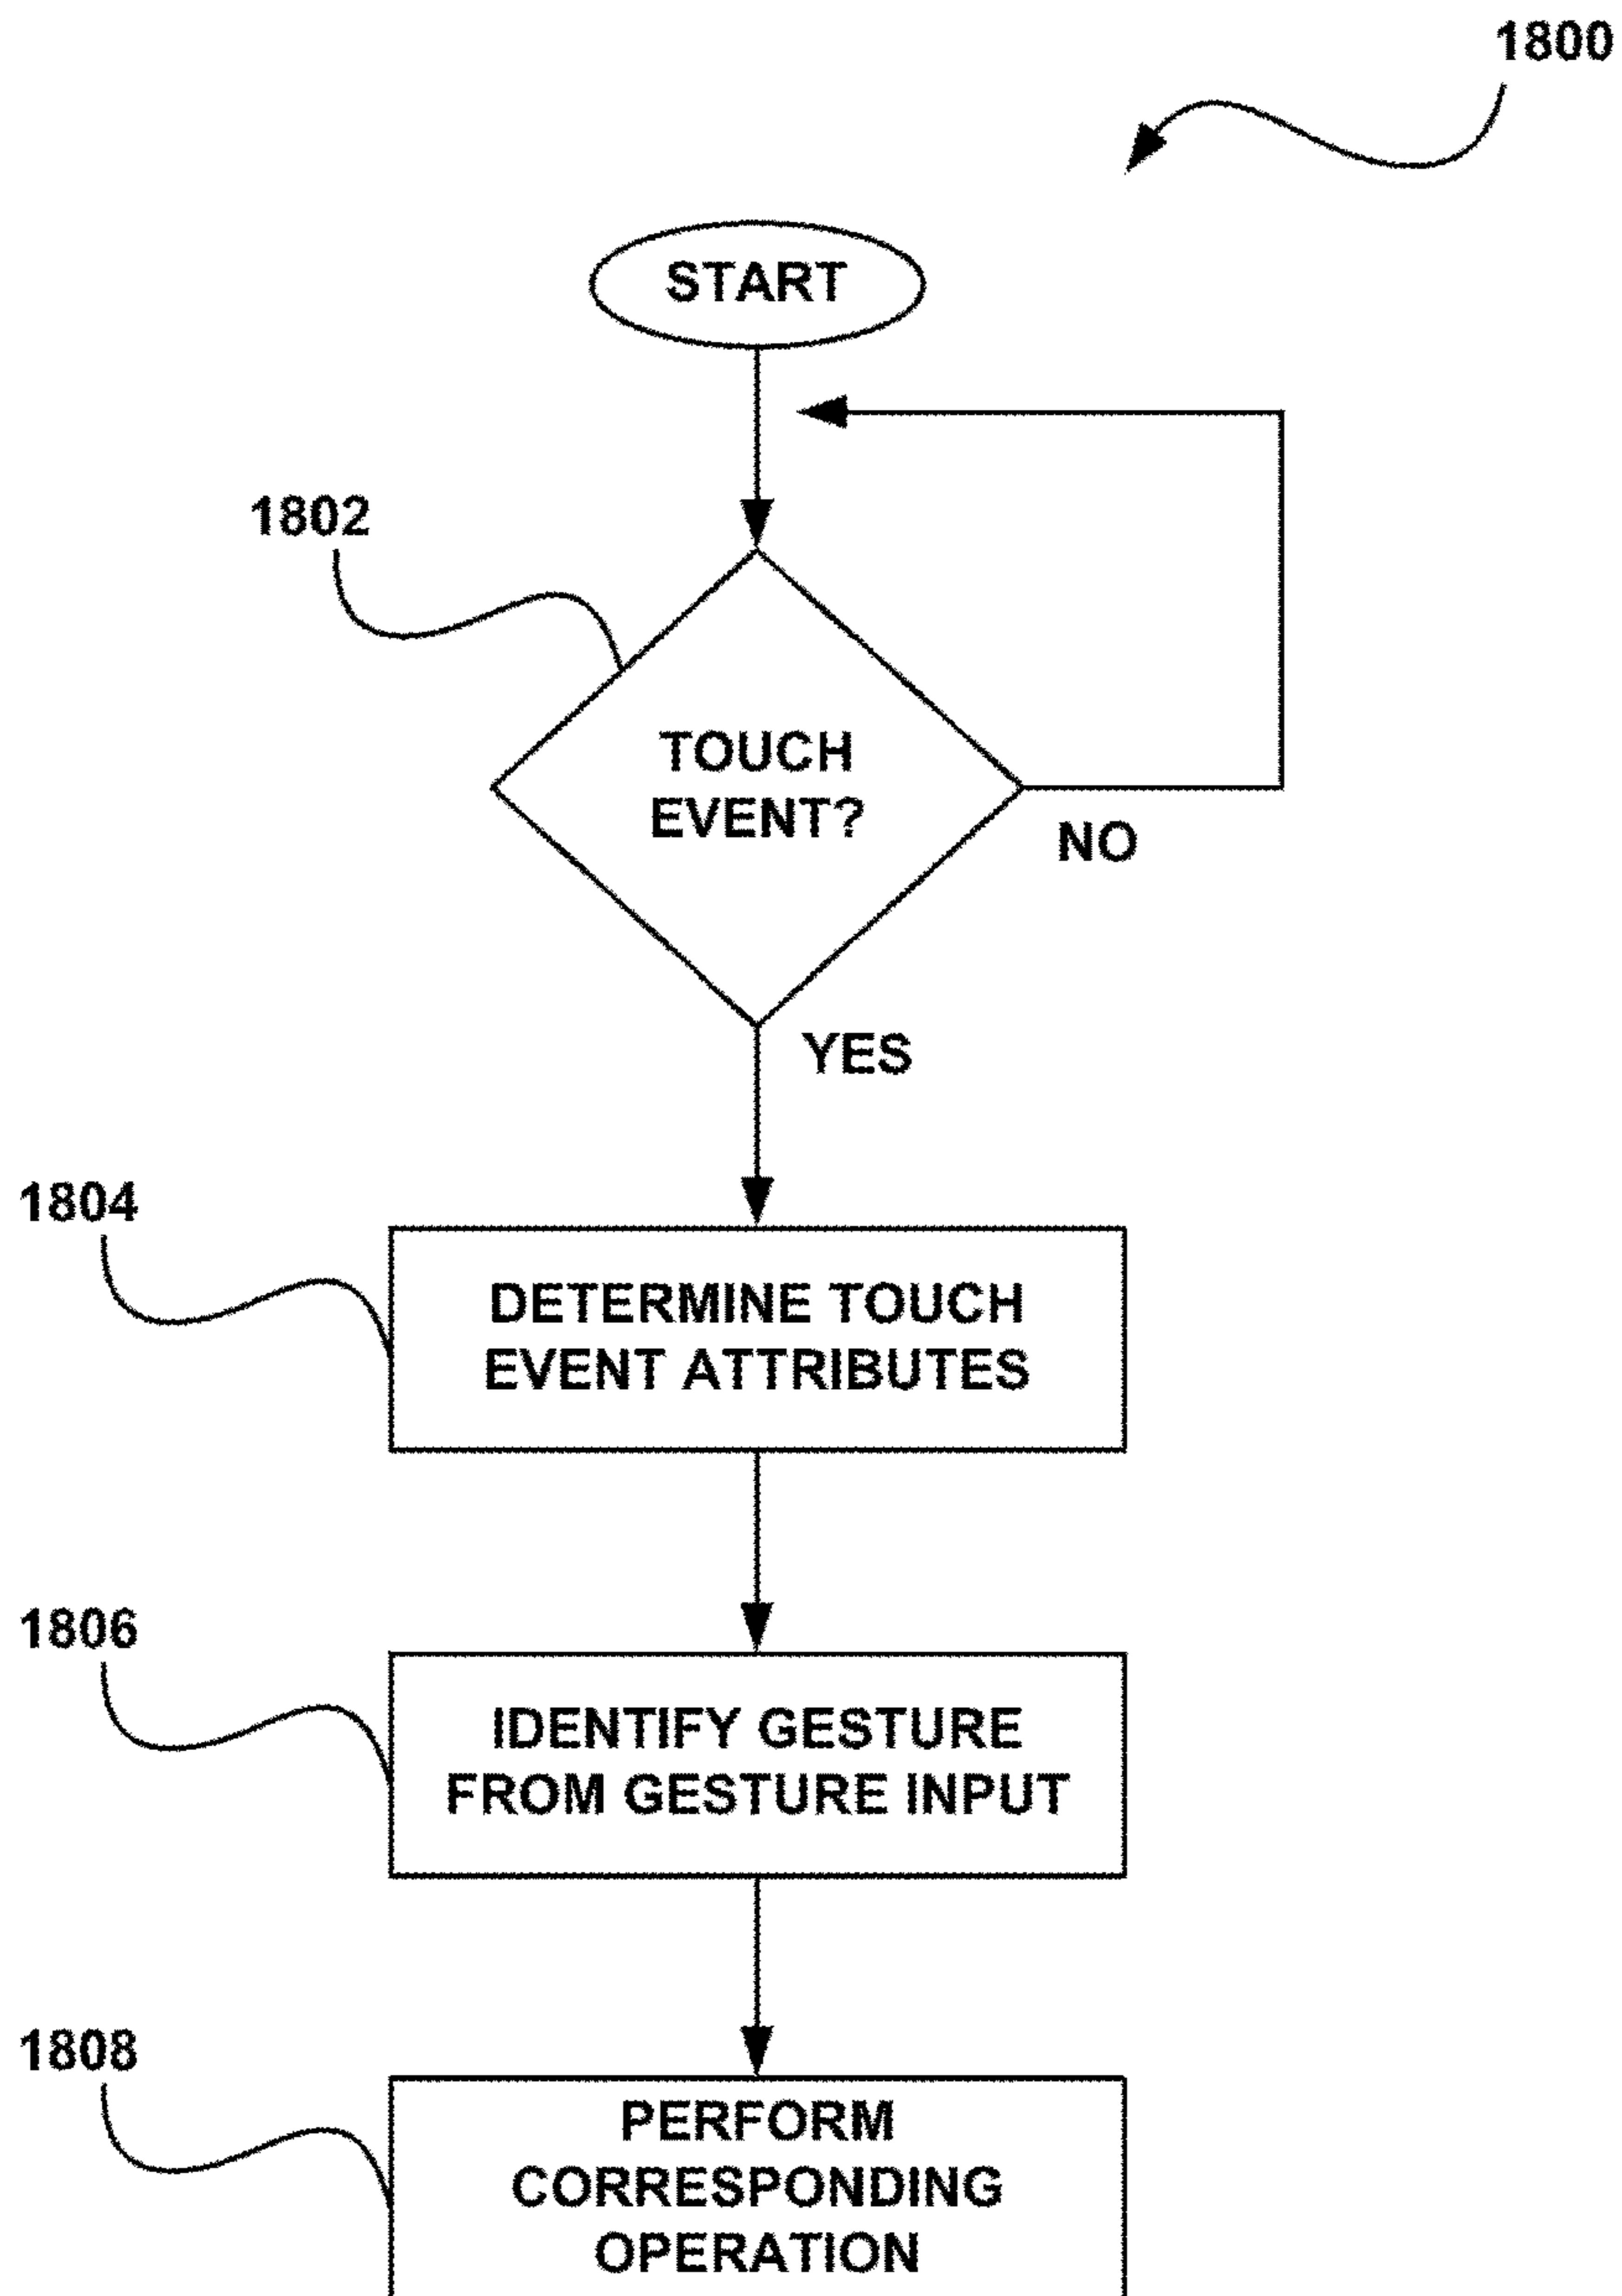 1800
START
1802
TOUCH
EVENT?
NO
YES
1804
DETERMINE TOUCH
EVENT ATTRIBUTES
1806
IDENTIFY GESTURE
FROM GESTURE INPUT
1808
PERFORM
CORRESPONDING
OPERATION